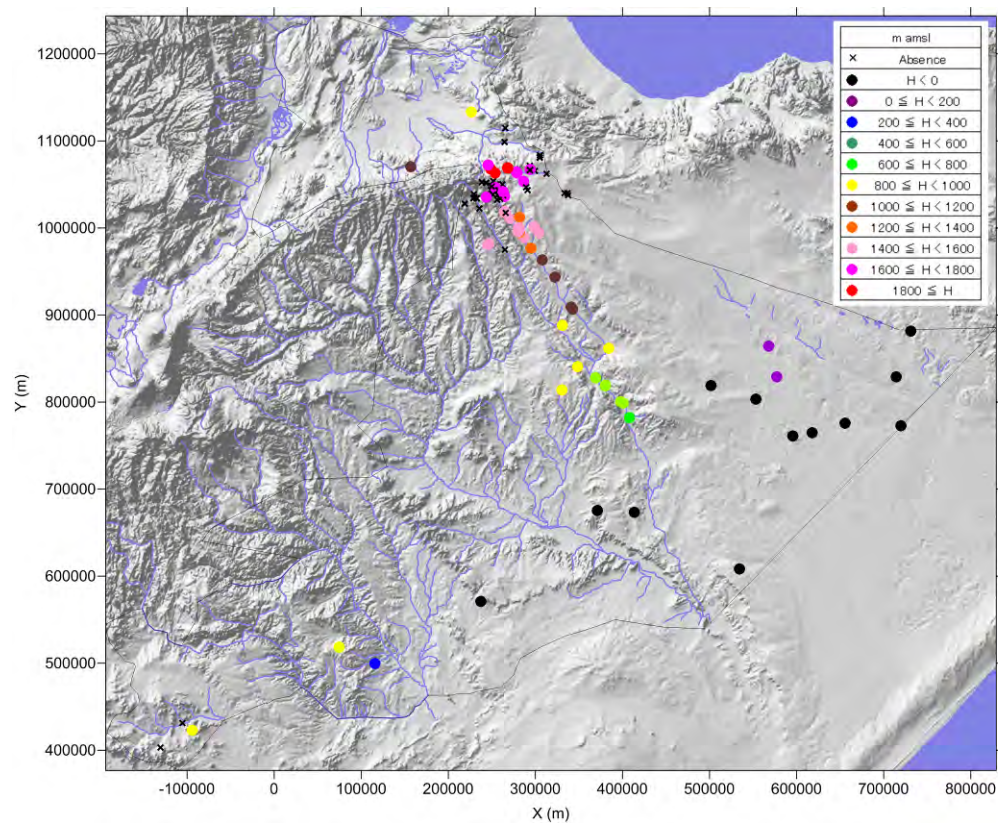 m amsl
× Absence
H < 0
0 ≦ H < 200
200 ≦ H < 400
400 ≦ H < 600
600 ≦ H < 800
800 ≦ H < 1000
1000 ≦ H < 1200
1200 ≦ H < 1400
1400 ≦ H < 1600
1600 ≦ H < 1800
1800 ≦ H
1200000
1100000
1000000
900000
800000
700000
600000
500000
400000
Y (m)
-100000 0 100000 200000 300000 400000 500000 600000 700000 800000
X (m)